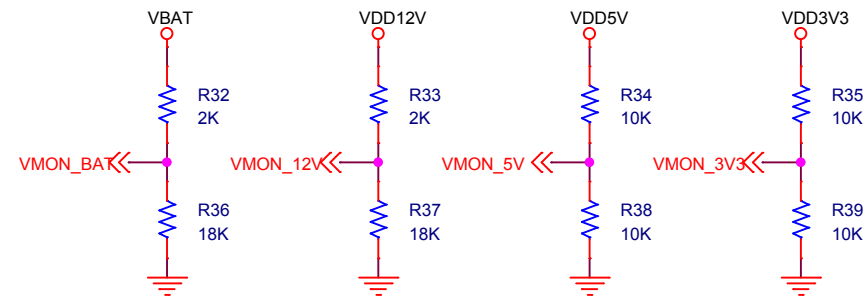 VBAT VDD12V VDD5V VDD3V3
R32 R33 R34 R35
2K 2K 10K 10K
VMON_BAT VMON_12V VMON_5V VMON_3V3
R36 R37 R38 R39
18K 18K 10K 10K